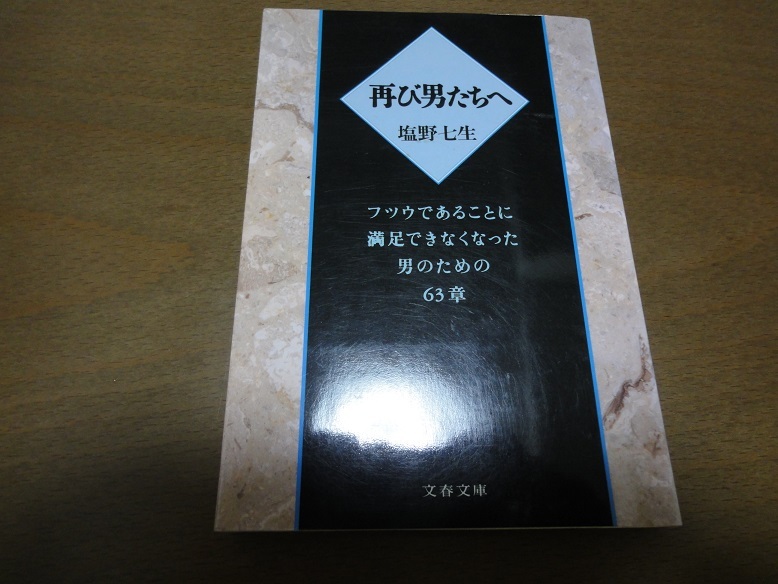 再び男たちへ
塩野七生
フツウであることに
満足できなくなった
男のための
63章
文春文庫